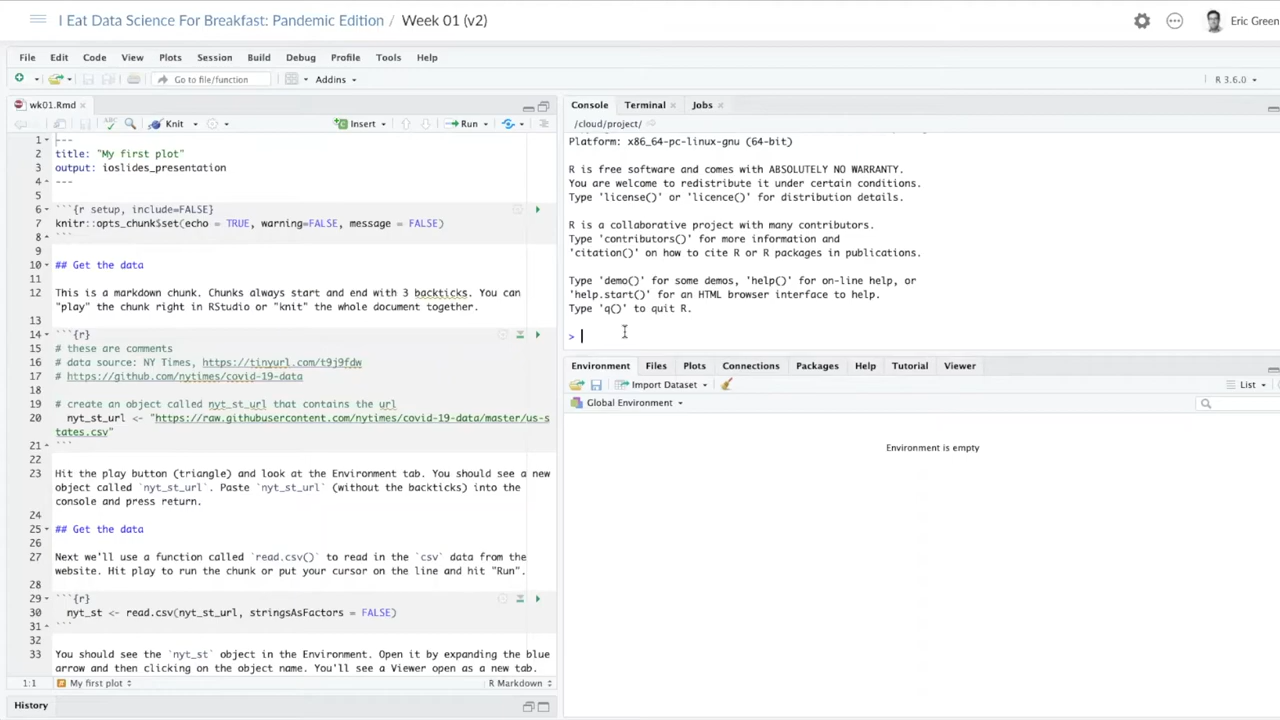 I Eat Data Science For Breakfast: Pandemic Edition / Week 01 (v2)
Eric Green
File Edit Code View Plots Session Build Debug Profile Tools Help
Go to file/function
Addins
R 3.6.0
wk01.Rmd
Knit
Insert
Run
1 ---
2 title: "My first plot"
3 output: ioslides_presentation
4 ---
5
6 ```{r setup, include=FALSE}
7 knitr::opts_chunk$set(echo = TRUE, warning=FALSE, message = FALSE)
8 ```
9
10 ## Get the data
11
12 This is a markdown chunk. Chunks always start and end with 3 backticks. You can
"play" the chunk right in RStudio or "knit" the whole document together.
13
14 ```{r}
15 # these are comments
16 # data source: NY Times, https://tinyurl.com/t9j9fdw
17 # https://github.com/nytimes/covid-19-data
18
19 # create an object called nyt_st_url that contains the url
20 nyt_st_url <- "https://raw.githubusercontent.com/nytimes/covid-19-data/master/us-s
tates.csv"
21 ```
22
23 Hit the play button (triangle) and look at the Environment tab. You should see a new
object called `nyt_st_url`. Paste `nyt_st_url` (without the backticks) into the
console and press return.
24
25 ## Get the data
26
27 Next we'll use a function called `read.csv()` to read in the `csv` data from the
website. Hit play to run the chunk or put your cursor on the line and hit "Run".
28
29 ```{r}
30 nyt_st <- read.csv(nyt_st_url, stringsAsFactors = FALSE)
31 ```
32
33 You should see the `nyt_st` object in the Environment. Open it by expanding the blue
arrow and then clicking on the object name. You'll see a Viewer open as a new tab.
1:1 My first plot R Markdown
History
Console Terminal Jobs
/cloud/project/
Platform: x86_64-pc-linux-gnu (64-bit)
R is free software and comes with ABSOLUTELY NO WARRANTY.
You are welcome to redistribute it under certain conditions.
Type 'license()' or 'licence()' for distribution details.
R is a collaborative project with many contributors.
Type 'contributors()' for more information and
'citation()' on how to cite R or R packages in publications.
Type 'demo()' for some demos, 'help()' for on-line help, or
'help.start()' for an HTML browser interface to help.
Type 'q()' to quit R.
>
Environment Files Plots Connections Packages Help Tutorial Viewer
Import Dataset
List
Global Environment
Environment is empty